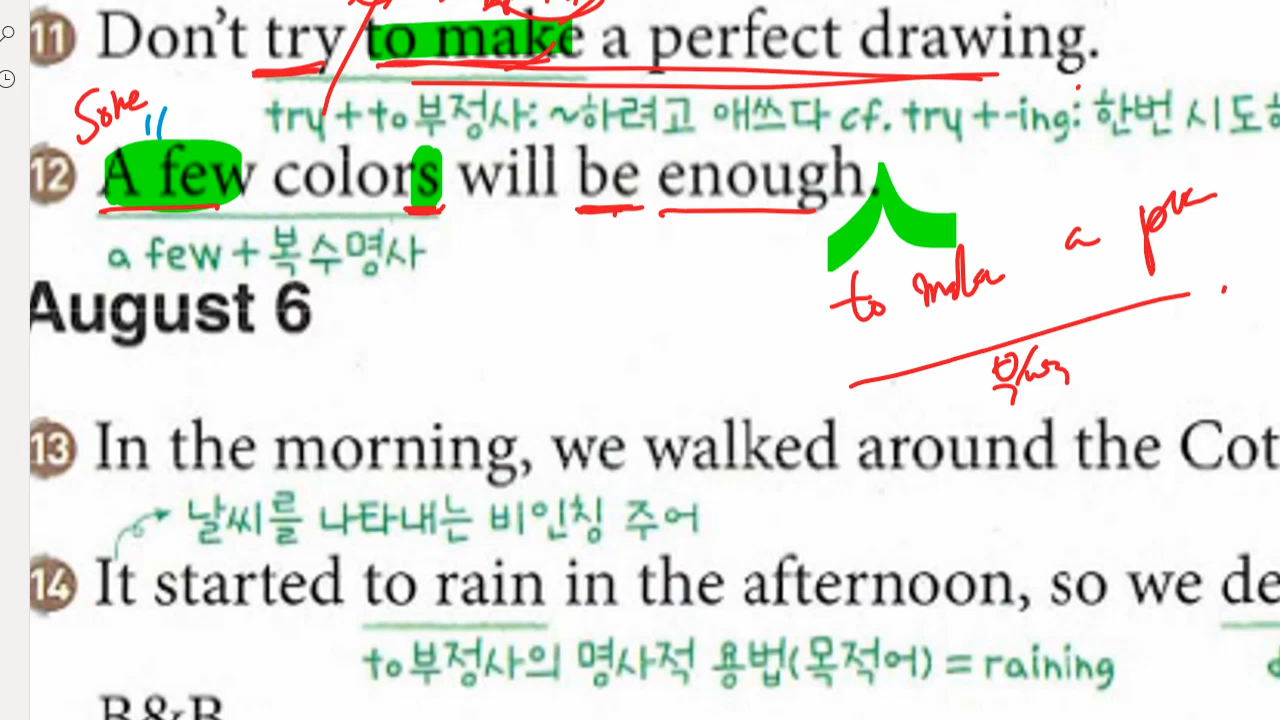 11 Don't try to make a perfect drawing.
try+to부정사: ~하려고 애쓰다 cf. try+-ing: 한번 시도하
Some
12 A few colors will be enough.
a few+복수명사
to make a
August 6
13 In the morning, we walked around the Cot
날씨를 나타내는 비인칭 주어
14 It started to rain in the afternoon, so we de
to부정사의 명사적 용법(목적어) = raining
B&B